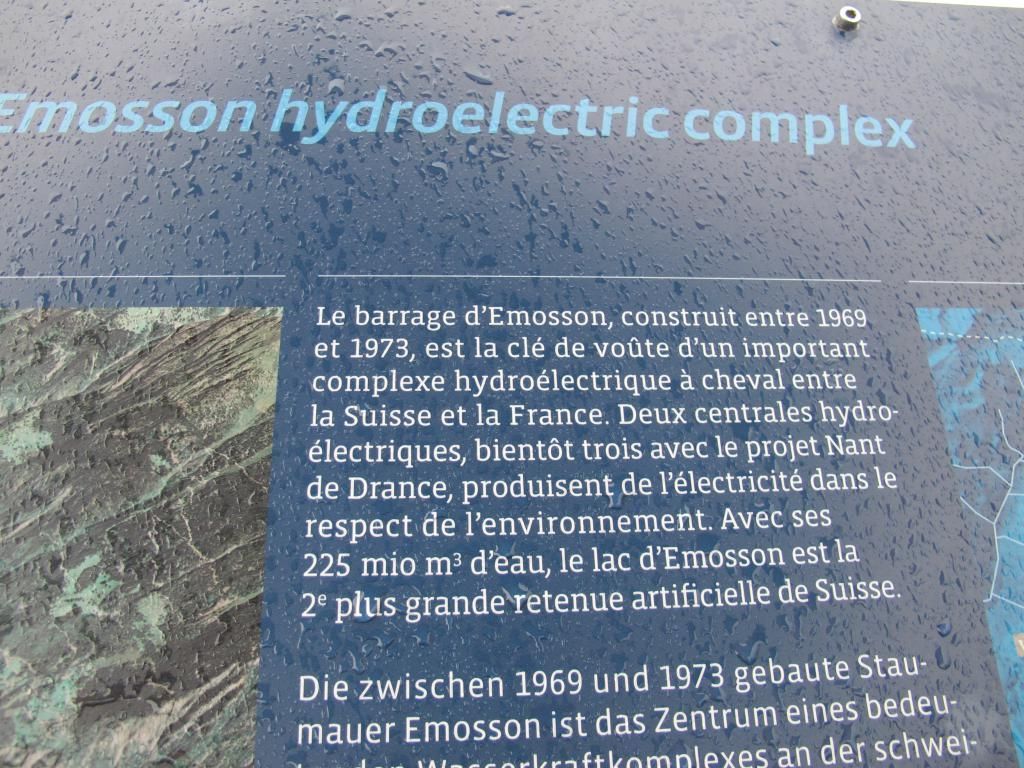 Emosson hydroelectric complex
Le barrage d'Emosson, construit entre 1969
et 1973, est la clé de voûte d'un important
complexe hydroélectrique à cheval entre
la Suisse et la France. Deux centrales hydro-
électriques, bientôt trois avec le projet Nant
de Drance, produisent de l'électricité dans le
respect de l'environnement. Avec ses
225 mio m³ d'eau, le lac d'Emosson est la
2e plus grande retenue artificielle de Suisse.
Die zwischen 1969 und 1973 gebaute Stau-
mauer Emosson ist das Zentrum eines bedeu-
Wasserkraftkomplexes an der schwei-